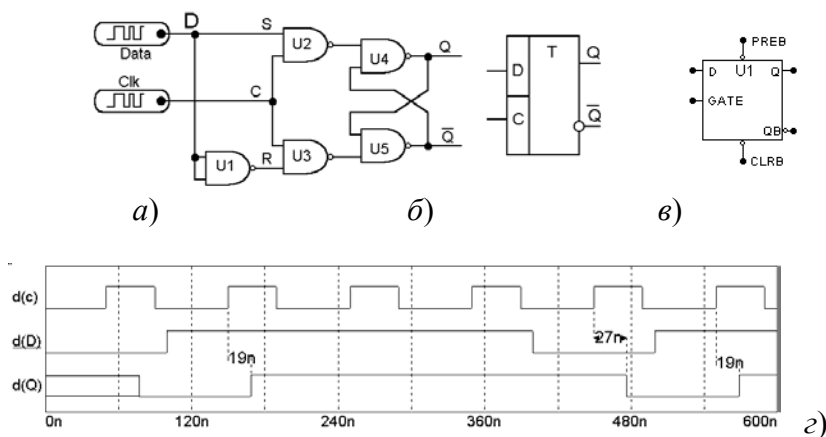 D
Data
Clk
S
C
R
U1
U2
U3
U4
U5
Q
Q̅
D
C
T
Q
Q̅
PREB
D
U1
Q
GATE
QB
CLRB
а)
б)
в)
d(c)
d(D)
19n
27n
19n
d(Q)
0n 120n 240n 360n 480n 600n
г)